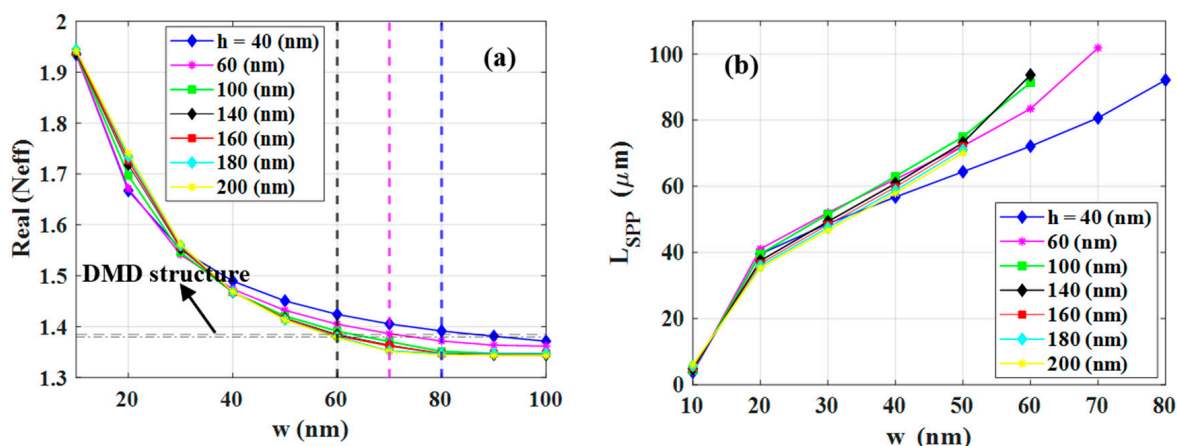 (a)
Real (Neff)
2
1.9
1.8
1.7
1.6
1.5
1.4
1.3
h = 40 (nm)
60 (nm)
100 (nm)
140 (nm)
160 (nm)
180 (nm)
200 (nm)
DMD structure
20 40 60 80 100
w (nm)
(b)
L_SPP (μm)
100
80
60
40
20
0
h = 40 (nm)
60 (nm)
100 (nm)
140 (nm)
160 (nm)
180 (nm)
200 (nm)
10 20 30 40 50 60 70 80
w (nm)